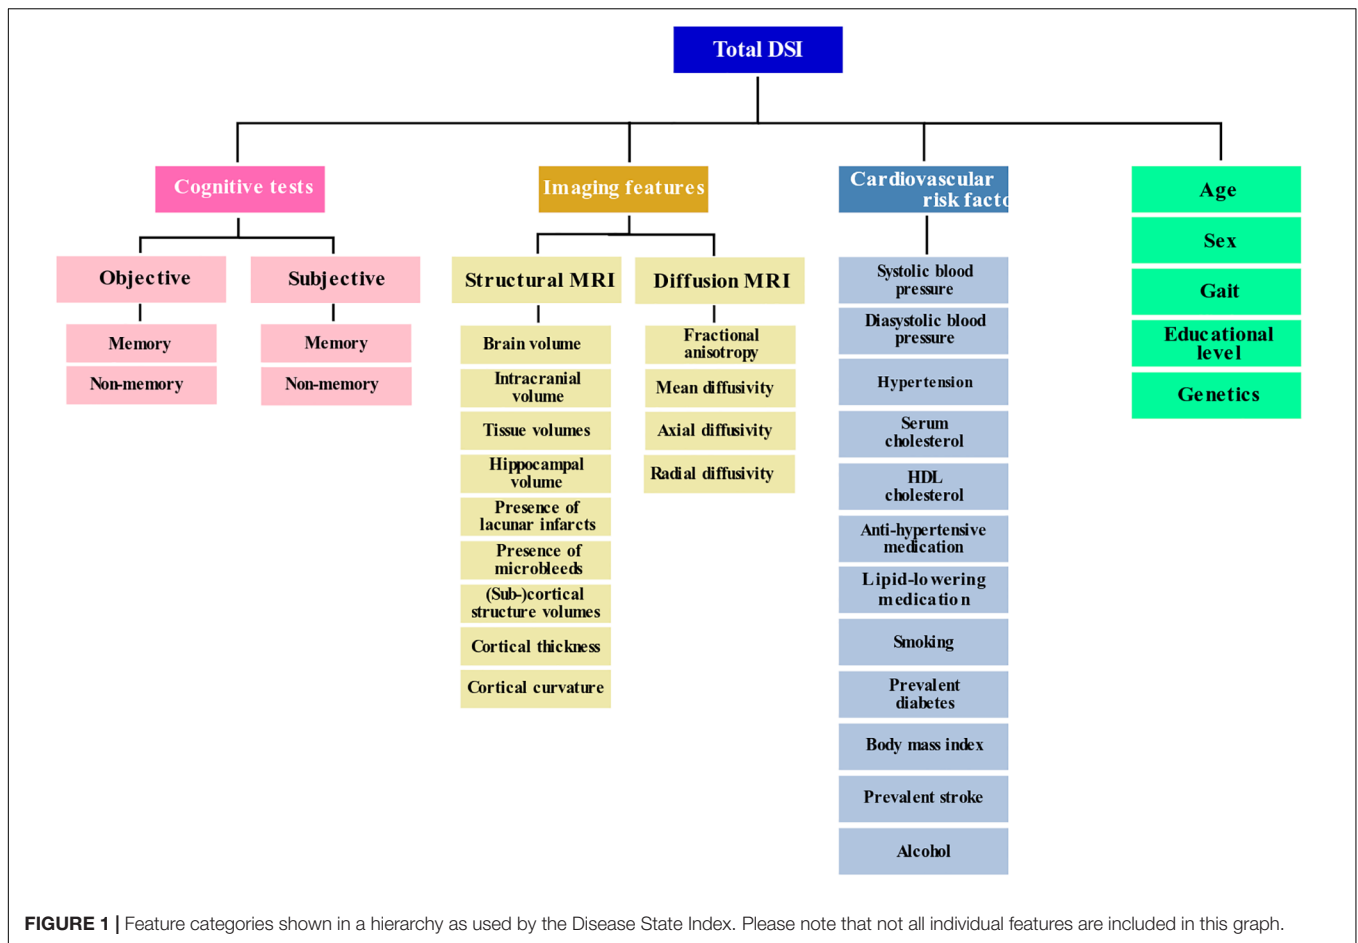 Total DSI
Cognitive tests
Objective
Memory
Non-memory
Subjective
Memory
Non-memory
Imaging features
Structural MRI
Brain volume
Intracranial
volume
Tissue volumes
Hippocampal
volume
Presence of
lacunar infarcts
Presence of
microbleeds
(Sub-)cortical
structure volumes
Cortical thickness
Cortical curvature
Diffusion MRI
Fractional
anisotropy
Mean diffusivity
Axial diffusivity
Radial diffusivity
Cardiovascular
risk facto
Systolic blood
pressure
Diasystolic blood
pressure
Hypertension
Serum
cholesterol
HDL
cholesterol
Anti-hypertensive
medication
Lipid-lowering
medication
Smoking
Prevalent
diabetes
Body mass index
Prevalent stroke
Alcohol
Age
Sex
Gait
Educational
level
Genetics
FIGURE 1 | Feature categories shown in a hierarchy as used by the Disease State Index. Please note that not all individual features are included in this graph.